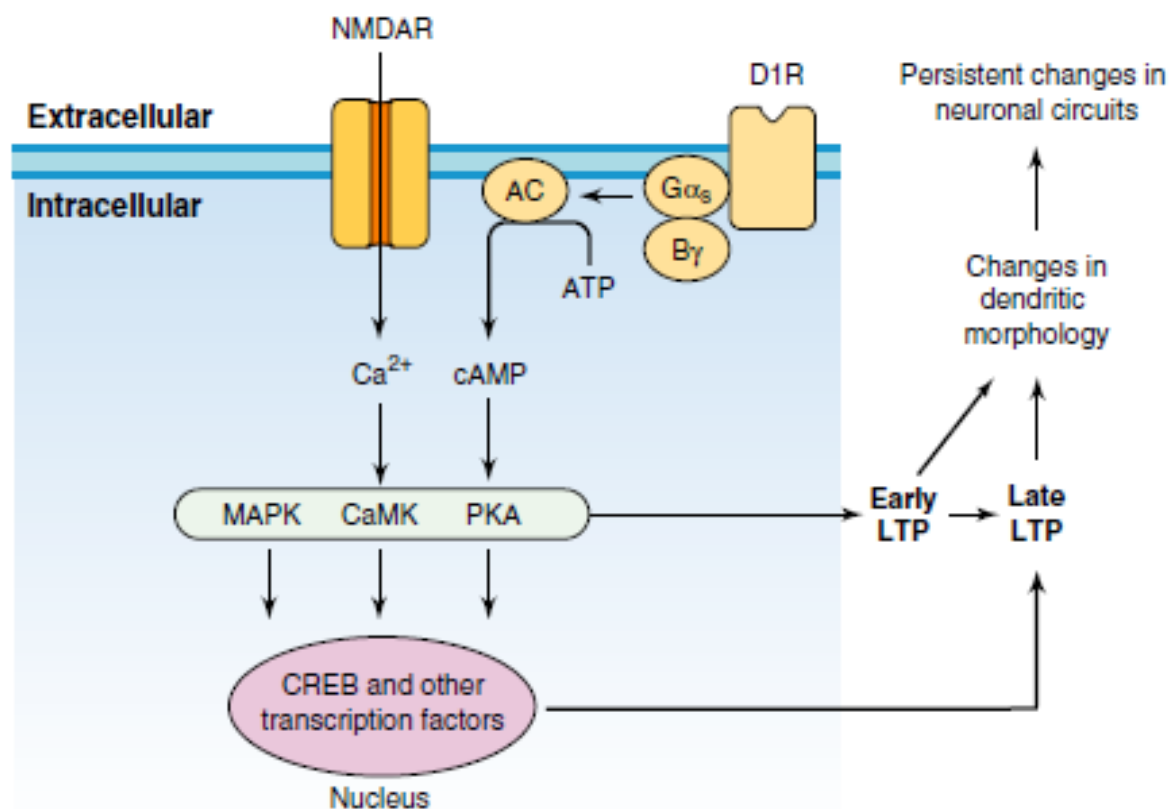 NMDAR
D1R
Persistent changes in
neuronal circuits
Extracellular
Intracellular
AC
Gαs
Bγ
ATP
Changes in
dendritic
morphology
Ca2+
cAMP
MAPK CaMK PKA
Early
LTP
Late
LTP
CREB and other
transcription factors
Nucleus